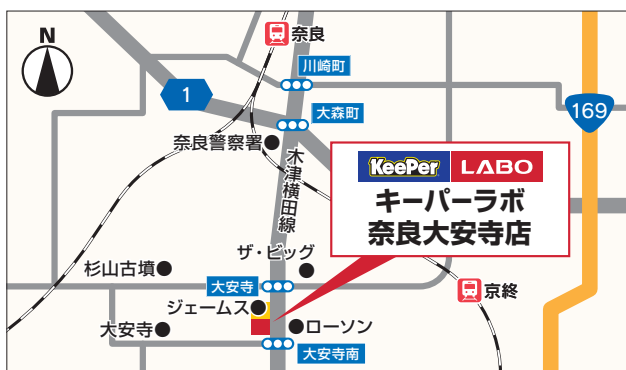 N
奈良
川崎町
1
大森町
169
奈良警察署
木津横田線
KeePer LABO
キーパーラボ
奈良大安寺店
ザ・ビッグ
杉山古墳
大安寺
京終
ジェームス
大安寺
ローソン
大安寺南